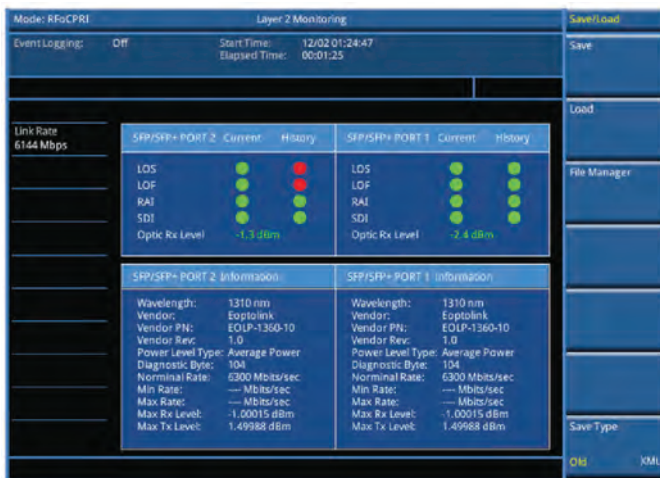 Mode: RFoCPRI Layer 2 Monitoring Save/Load
Event Logging: Off Start Time: 12/02 01:24:47
Elapsed Time: 00:01:25
Save
Load
File Manager
Save Type
Old XML
Link Rate
6144 Mbps
SFP/SFP+ PORT 2 Current History
LOS
LOF
RAI
SDI
Optic Rx Level -1.3 dBm
SFP/SFP+ PORT 1 Current History
LOS
LOF
RAI
SDI
Optic Rx Level -2.4 dBm
SFP/SFP+ PORT 2 Information
Wavelength: 1310 nm
Vendor: Eoptolink
Vendor PN: EOLP-1360-10
Vendor Rev: 1.0
Power Level Type: Average Power
Diagnostic Byte: 104
Norminal Rate: 6300 Mbits/sec
Min Rate: ---- Mbits/sec
Max Rate: ---- Mbits/sec
Max Rx Level: -1.00015 dBm
Max Tx Level: 1.49988 dBm
SFP/SFP+ PORT 1 Information
Wavelength: 1310 nm
Vendor: Eoptolink
Vendor PN: EOLP-1360-10
Vendor Rev: 1.0
Power Level Type: Average Power
Diagnostic Byte: 104
Norminal Rate: 6300 Mbits/sec
Min Rate: ---- Mbits/sec
Max Rate: ---- Mbits/sec
Max Rx Level: -1.00015 dBm
Max Tx Level: 1.49988 dBm